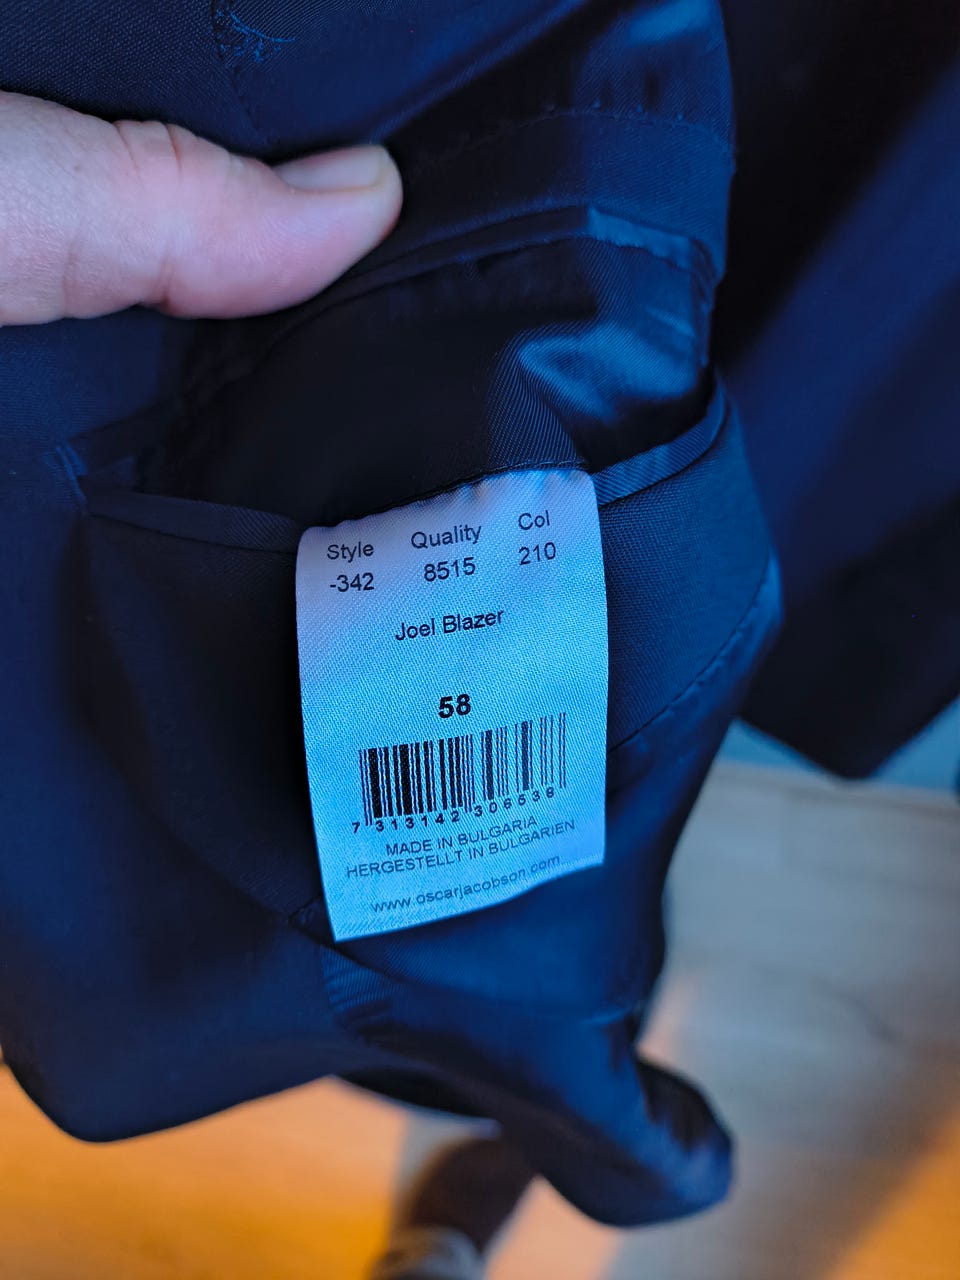 Style Quality Col
-342 8515 210
Joel Blazer
58
7 313142 306538
MADE IN BULGARIA
HERGESTELLT IN BULGARIEN
www.oscarjacobson.com